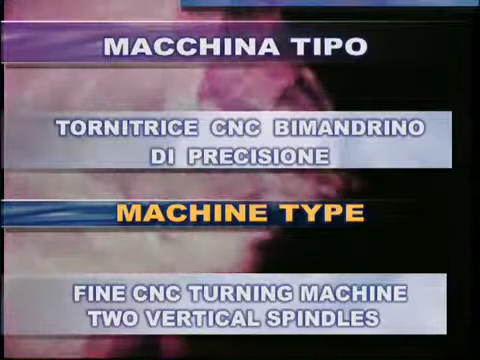 MACCHINA TIPO
TORNITRICE CNC BIMANDRINO
DI PRECISIONE
MACHINE TYPE
FINE CNC TURNING MACHINE
TWO VERTICAL SPINDLES